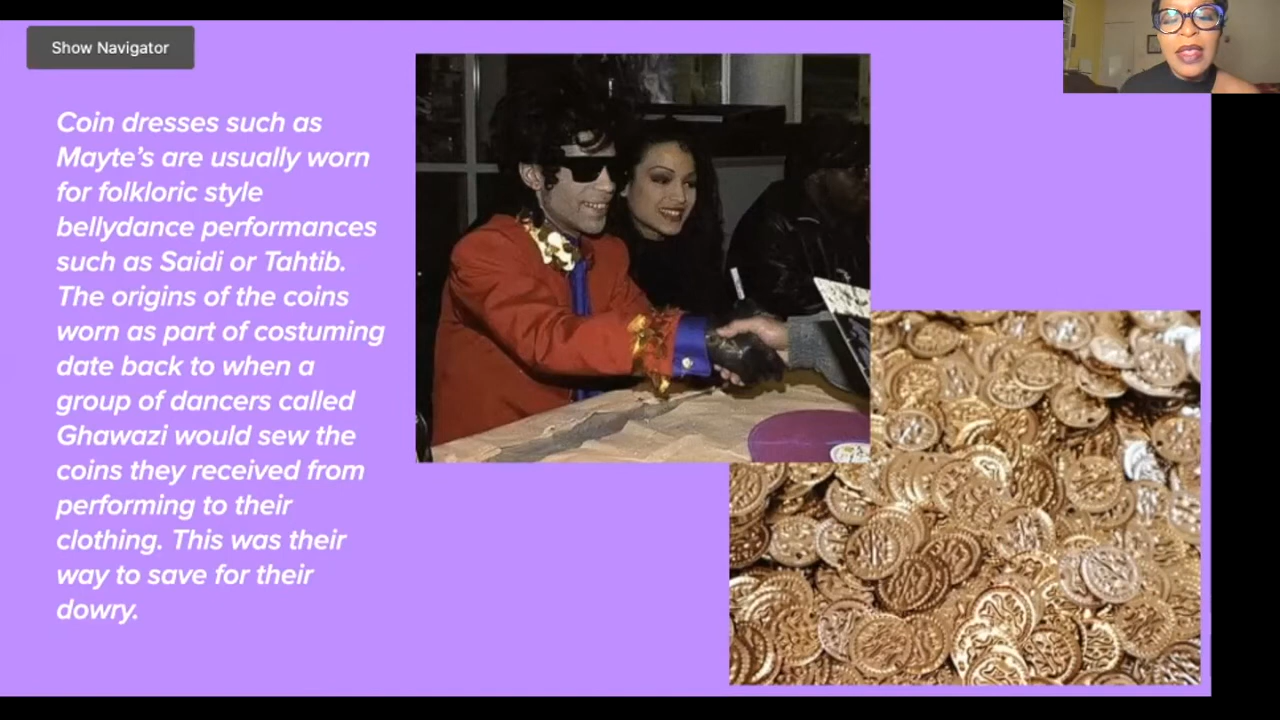 Show Navigator
Coin dresses such as
Mayte's are usually worn
for folkloric style
bellydance performances
such as Saidi or Tahtib.
The origins of the coins
worn as part of costuming
date back to when a
group of dancers called
Ghawazi would sew the
coins they received from
performing to their
clothing. This was their
way to save for their
dowry.